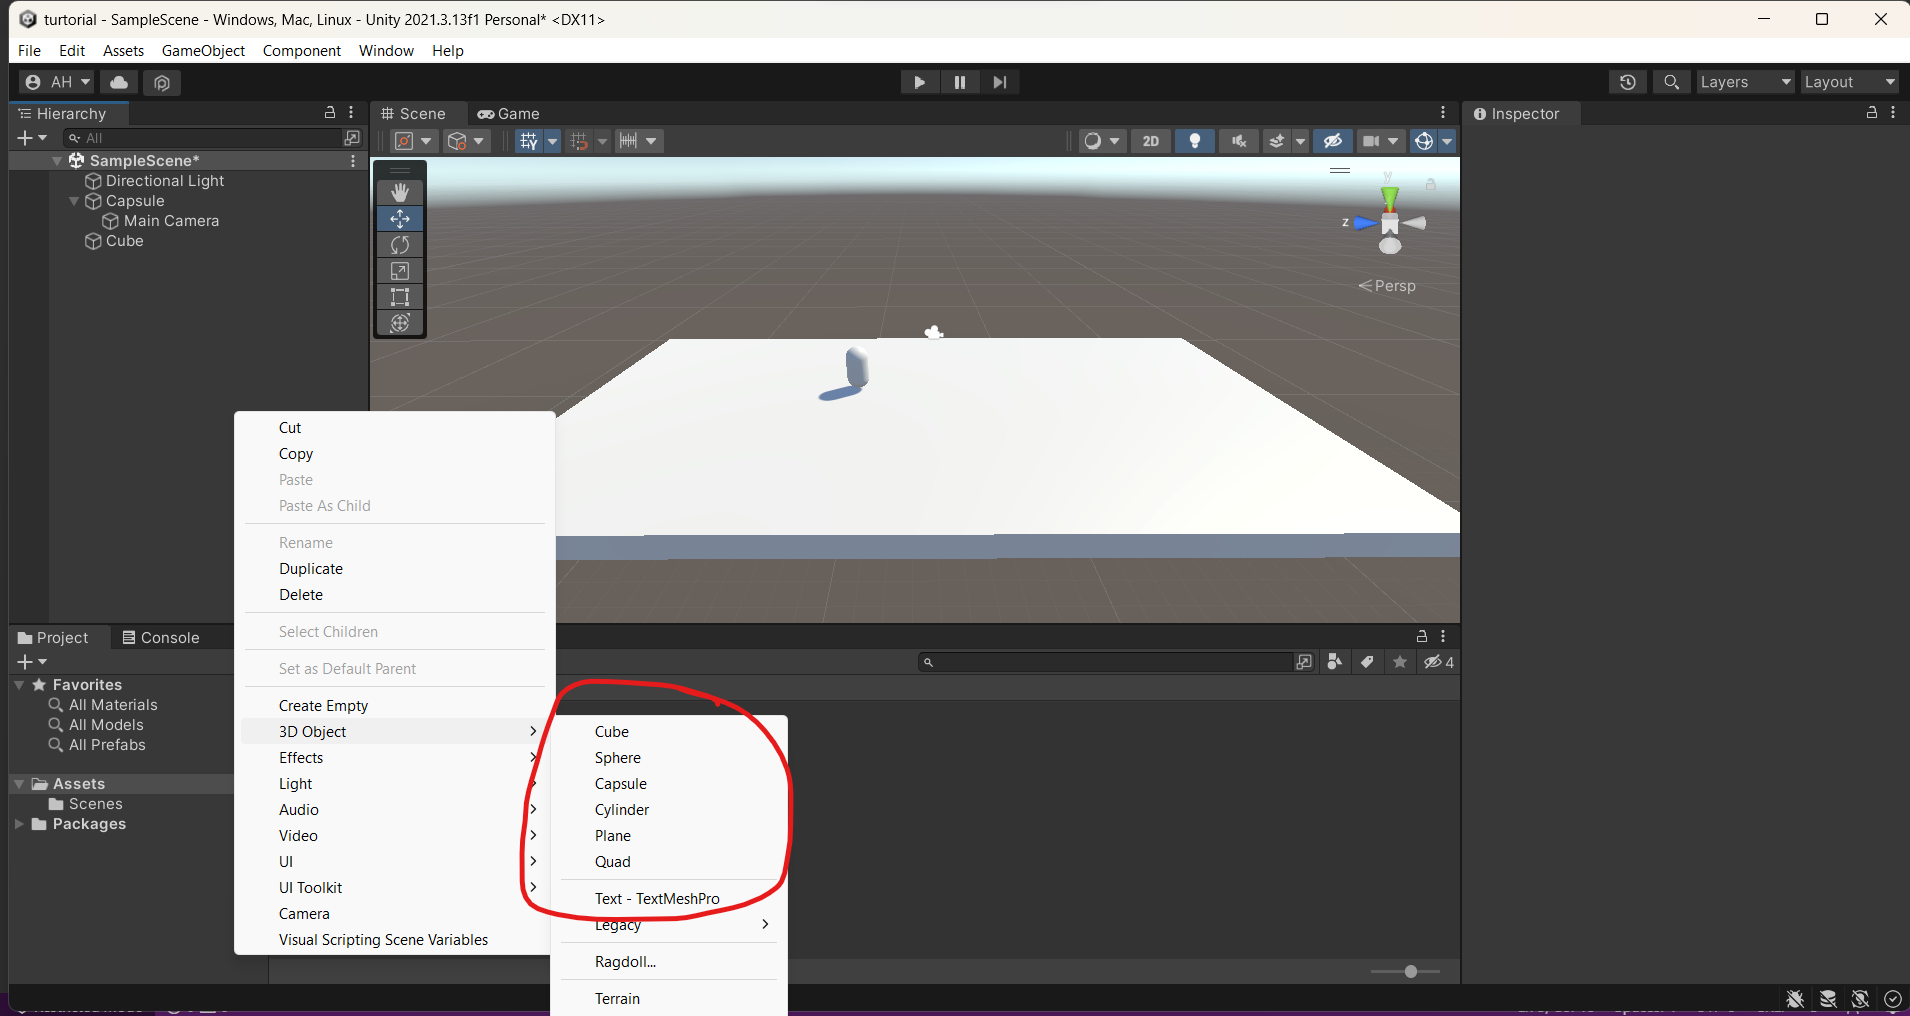 turtorial - SampleScene - Windows, Mac, Linux - Unity 2021.3.13f1 Personal* <DX11>
File Edit Assets GameObject Component Window Help
AH Layers Layout
Hierarchy
All
SampleScene*
Directional Light
Capsule
Main Camera
Cube
Scene Game
2D
y
z
Persp
Inspector
Cut
Copy
Paste
Paste As Child
Rename
Duplicate
Delete
Select Children
Set as Default Parent
Create Empty
3D Object
Effects
Light
Audio
Video
UI
UI Toolkit
Camera
Visual Scripting Scene Variables
Cube
Sphere
Capsule
Cylinder
Plane
Quad
Text - TextMeshPro
Legacy
Ragdoll...
Terrain
Project Console
4
Favorites
All Materials
All Models
All Prefabs
Assets
Scenes
Packages